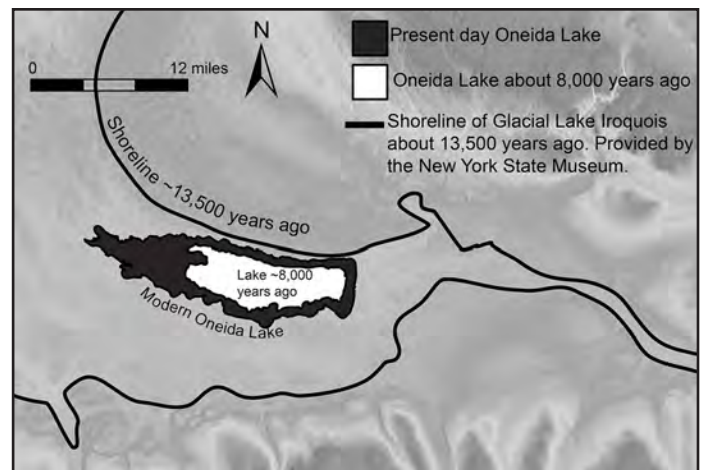 N
0 12 miles
Present day Oneida Lake
Oneida Lake about 8,000 years ago
Shoreline of Glacial Lake Iroquois
about 13,500 years ago. Provided by
the New York State Museum.
Shoreline ~13,500 years ago
Lake ~8,000
years ago
Modern Oneida Lake